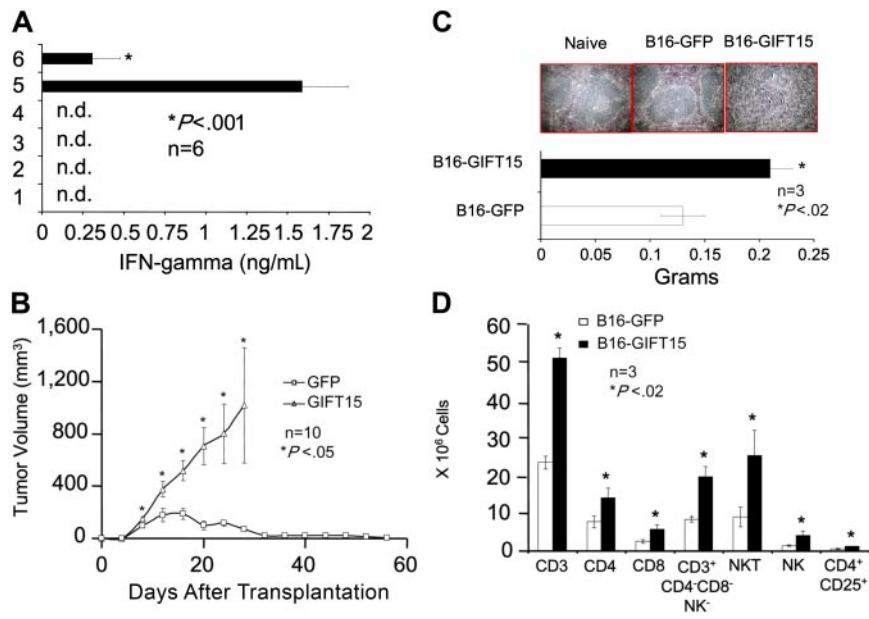 A
6
*
5
4
n.d.
3
n.d.
2
n.d.
1
n.d.
*P<.001
n=6
0 0.25 0.5 0.75 1 1.25 1.5 1.75 2
IFN-gamma (ng/mL)
B
1,600
1,200
800
400
0
Tumor Volume (mm³)
* * * * * *
GFP
GIFT15
n=10
*P<.05
0 20 40 60
Days After Transplantation
C
Naive B16-GFP B16-GIFT15
B16-GIFT15
*
B16-GFP
n=3
*P<.02
0 0.05 0.1 0.15 0.2 0.25
Grams
D
60
50
40
30
20
10
0
X 10⁶ Cells
B16-GFP
B16-GIFT15
n=3
*P<.02
* * * * * * *
CD3 CD4 CD8 CD3⁺ NKT NK CD4⁺
CD4⁻CD8⁻ CD25⁺
NK⁻